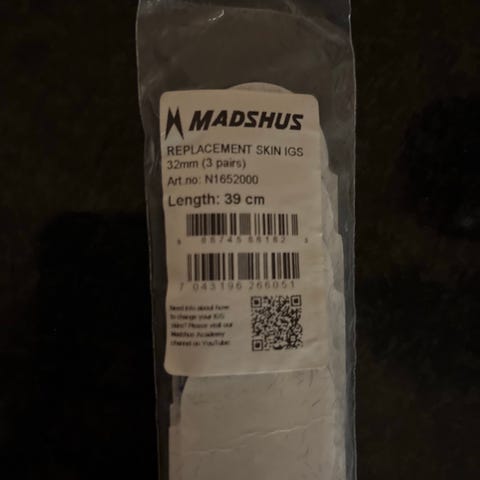 MADSHUS
REPLACEMENT SKIN IGS
32mm (3 pairs)
Art.no: N1652000
Length: 39 cm
7 043196 266051
Need info about how
to change your IGS
skin? Please visit our
Madshus Academy
channel on YouTube